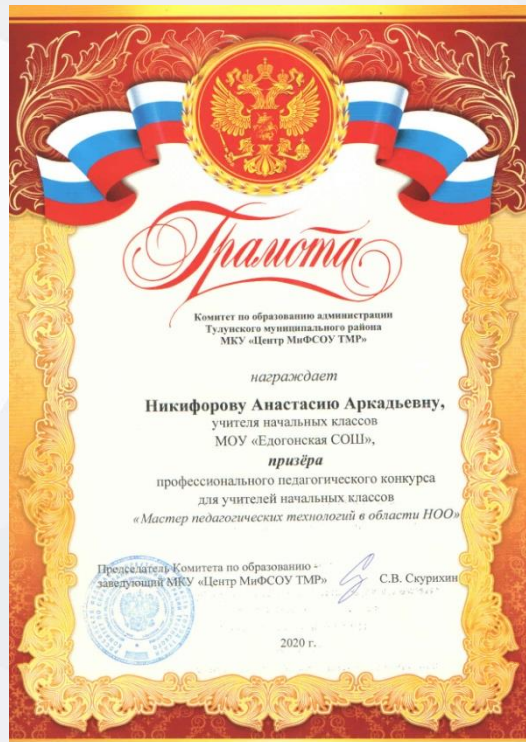 Грамота
Комитет по образованию администрации
Тулунского муниципального района
МКУ «Центр МиФСОУ ТМР»
награждает
Никифорову Анастасию Аркадьевну,
учителя начальных классов
МОУ «Едогонская СОШ»,
призёра
профессионального педагогического конкурса
для учителей начальных классов
«Мастер педагогических технологий в области НОО»
Председатель Комитета по образованию -
заведующий МКУ «Центр МиФСОУ ТМР»
С.В. Скурихин
2020 г.